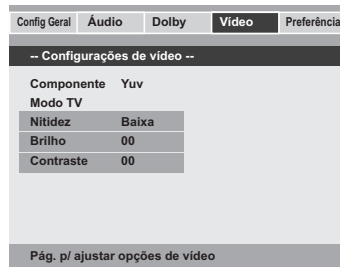 Config Geral Áudio Dolby Vídeo Preferência
-- Configurações de vídeo --
Componente Yuv
Modo TV
Nitidez Baixa
Brilho 00
Contraste 00
Pág. p/ ajustar opções de vídeo